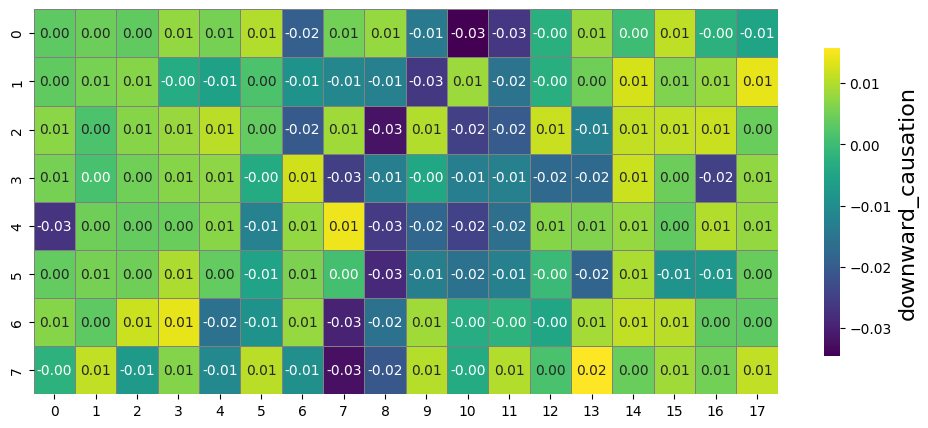 0 0.00 0.00 0.00 0.01 0.01 0.01 -0.02 0.01 0.01 -0.01 -0.03 -0.03 -0.00 0.01 0.00 0.01 -0.00 -0.01
1 0.00 0.01 0.01 -0.00 -0.01 0.00 -0.01 -0.01 -0.01 -0.03 0.01 -0.02 -0.00 0.00 0.01 0.01 0.01 0.01
2 0.01 0.00 0.01 0.01 0.01 0.00 -0.02 0.01 -0.03 0.01 -0.02 -0.02 0.01 -0.01 0.01 0.01 0.01 0.00
3 0.01 0.00 0.00 0.01 0.01 -0.00 0.01 -0.03 -0.01 -0.00 -0.01 -0.01 -0.02 -0.02 0.01 0.00 -0.02 0.01
4 -0.03 0.00 0.00 0.00 0.01 -0.01 0.01 0.01 -0.03 -0.02 -0.02 -0.02 0.01 0.01 0.01 0.00 0.01 0.01
5 0.00 0.01 0.00 0.01 0.00 -0.01 0.01 0.00 -0.03 -0.01 -0.02 -0.01 -0.00 -0.02 0.01 -0.01 -0.01 0.00
6 0.01 0.00 0.01 0.01 -0.02 -0.01 0.01 -0.03 -0.02 0.01 -0.00 -0.00 -0.00 0.01 0.01 0.01 0.00 0.00
7 -0.00 0.01 -0.01 0.01 -0.01 0.01 -0.01 -0.03 -0.02 0.01 -0.00 0.01 0.00 0.02 0.00 0.01 0.01 0.01
0 1 2 3 4 5 6 7 8 9 10 11 12 13 14 15 16 17
0.01
0.00
−0.01
−0.02
−0.03
downward_causation